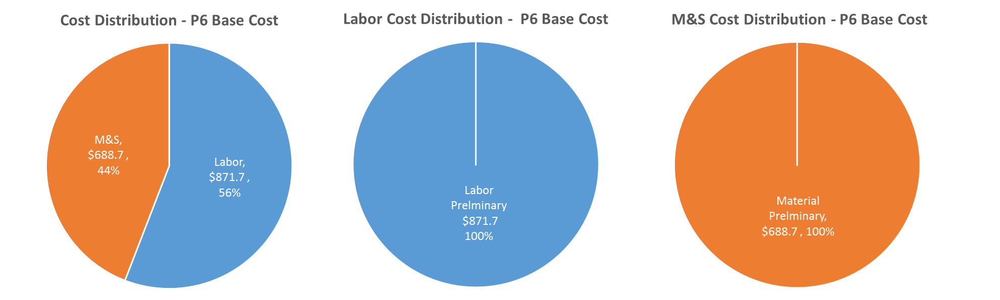 Cost Distribution - P6 Base Cost
M&S,
$688.7 ,
44%
Labor,
$871.7 ,
56%
Labor Cost Distribution -  P6 Base Cost
Labor
Prelminary
$871.7
100%
M&S Cost Distribution - P6 Base Cost
Material
Prelminary,
$688.7 , 100%